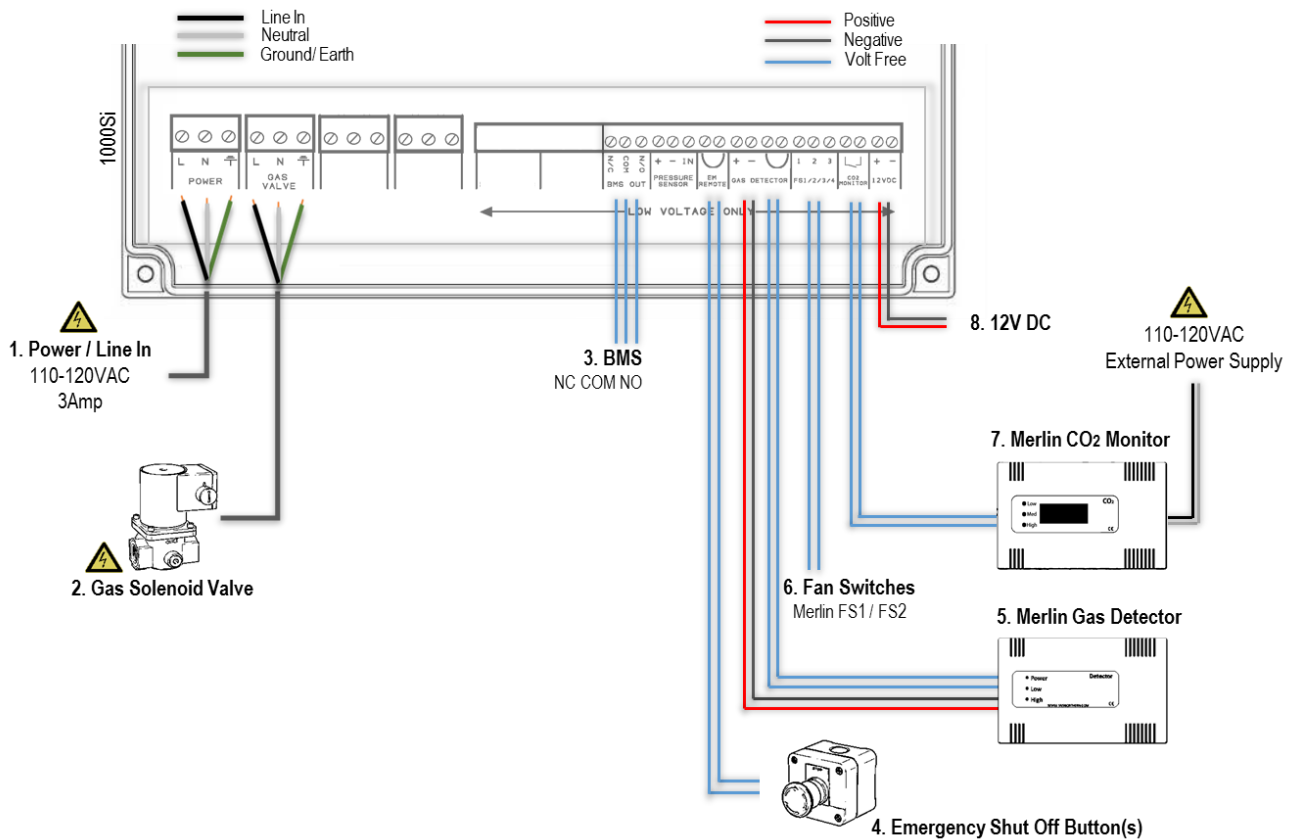 Line In
Neutral
Ground/ Earth
Positive
Negative
Volt Free
1000Si
L N
POWER
L N
GAS
VALVE
N/C COM N/O
BMS OUT
+ - IN
PRESSURE
SENSOR
EM
REMOTE
+ -
GAS DETECTOR
1 2 3
FS1/2/3/4
CO2
MONITOR
+ -
12VDC
LOW VOLTAGE ONLY
1. Power / Line In
110-120VAC
3Amp
2. Gas Solenoid Valve
3. BMS
NC COM NO
8. 12V DC
110-120VAC
External Power Supply
7. Merlin CO2 Monitor
Low
Med
High
CO2
CE
6. Fan Switches
Merlin FS1 / FS2
5. Merlin Gas Detector
Power
Low
High
Detector
CE
4. Emergency Shut Off Button(s)